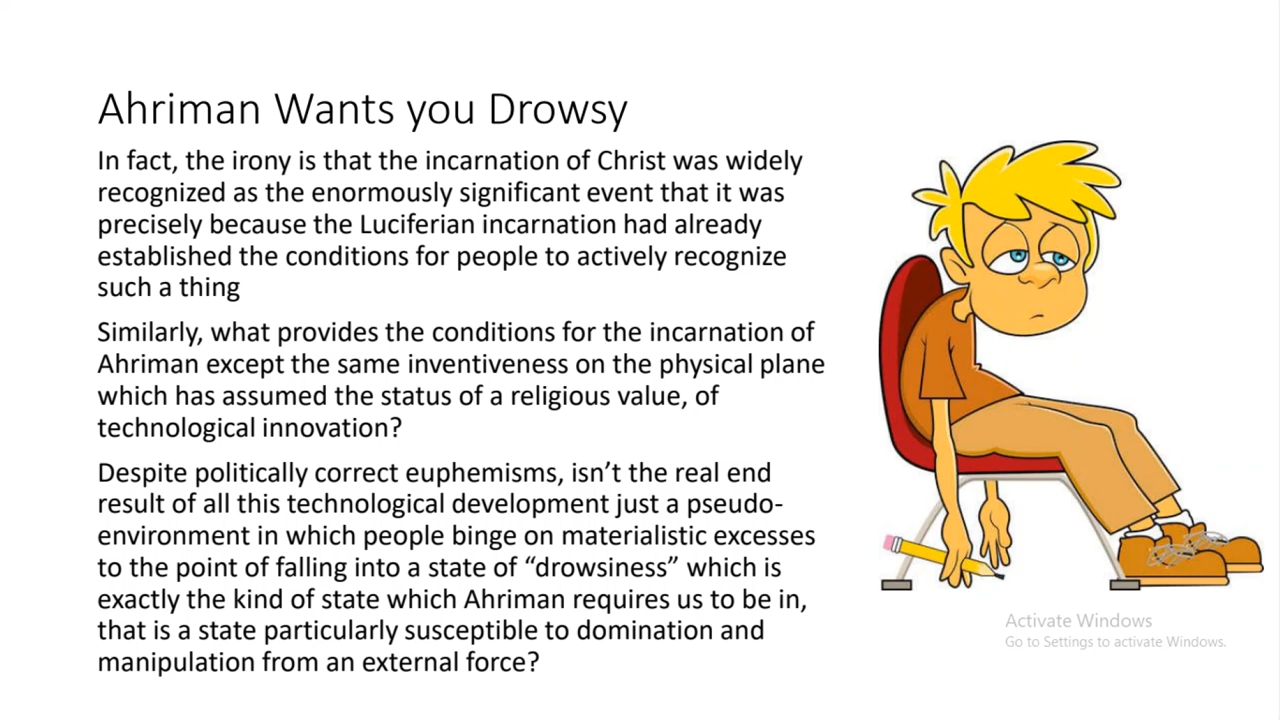 Ahriman Wants you Drowsy
In fact, the irony is that the incarnation of Christ was widely
recognized as the enormously significant event that it was
precisely because the Luciferian incarnation had already
established the conditions for people to actively recognize
such a thing
Similarly, what provides the conditions for the incarnation of
Ahriman except the same inventiveness on the physical plane
which has assumed the status of a religious value, of
technological innovation?
Despite politically correct euphemisms, isn’t the real end
result of all this technological development just a pseudo-
environment in which people binge on materialistic excesses
to the point of falling into a state of “drowsiness” which is
exactly the kind of state which Ahriman requires us to be in,
that is a state particularly susceptible to domination and
manipulation from an external force?
Activate Windows
Go to Settings to activate Windows.